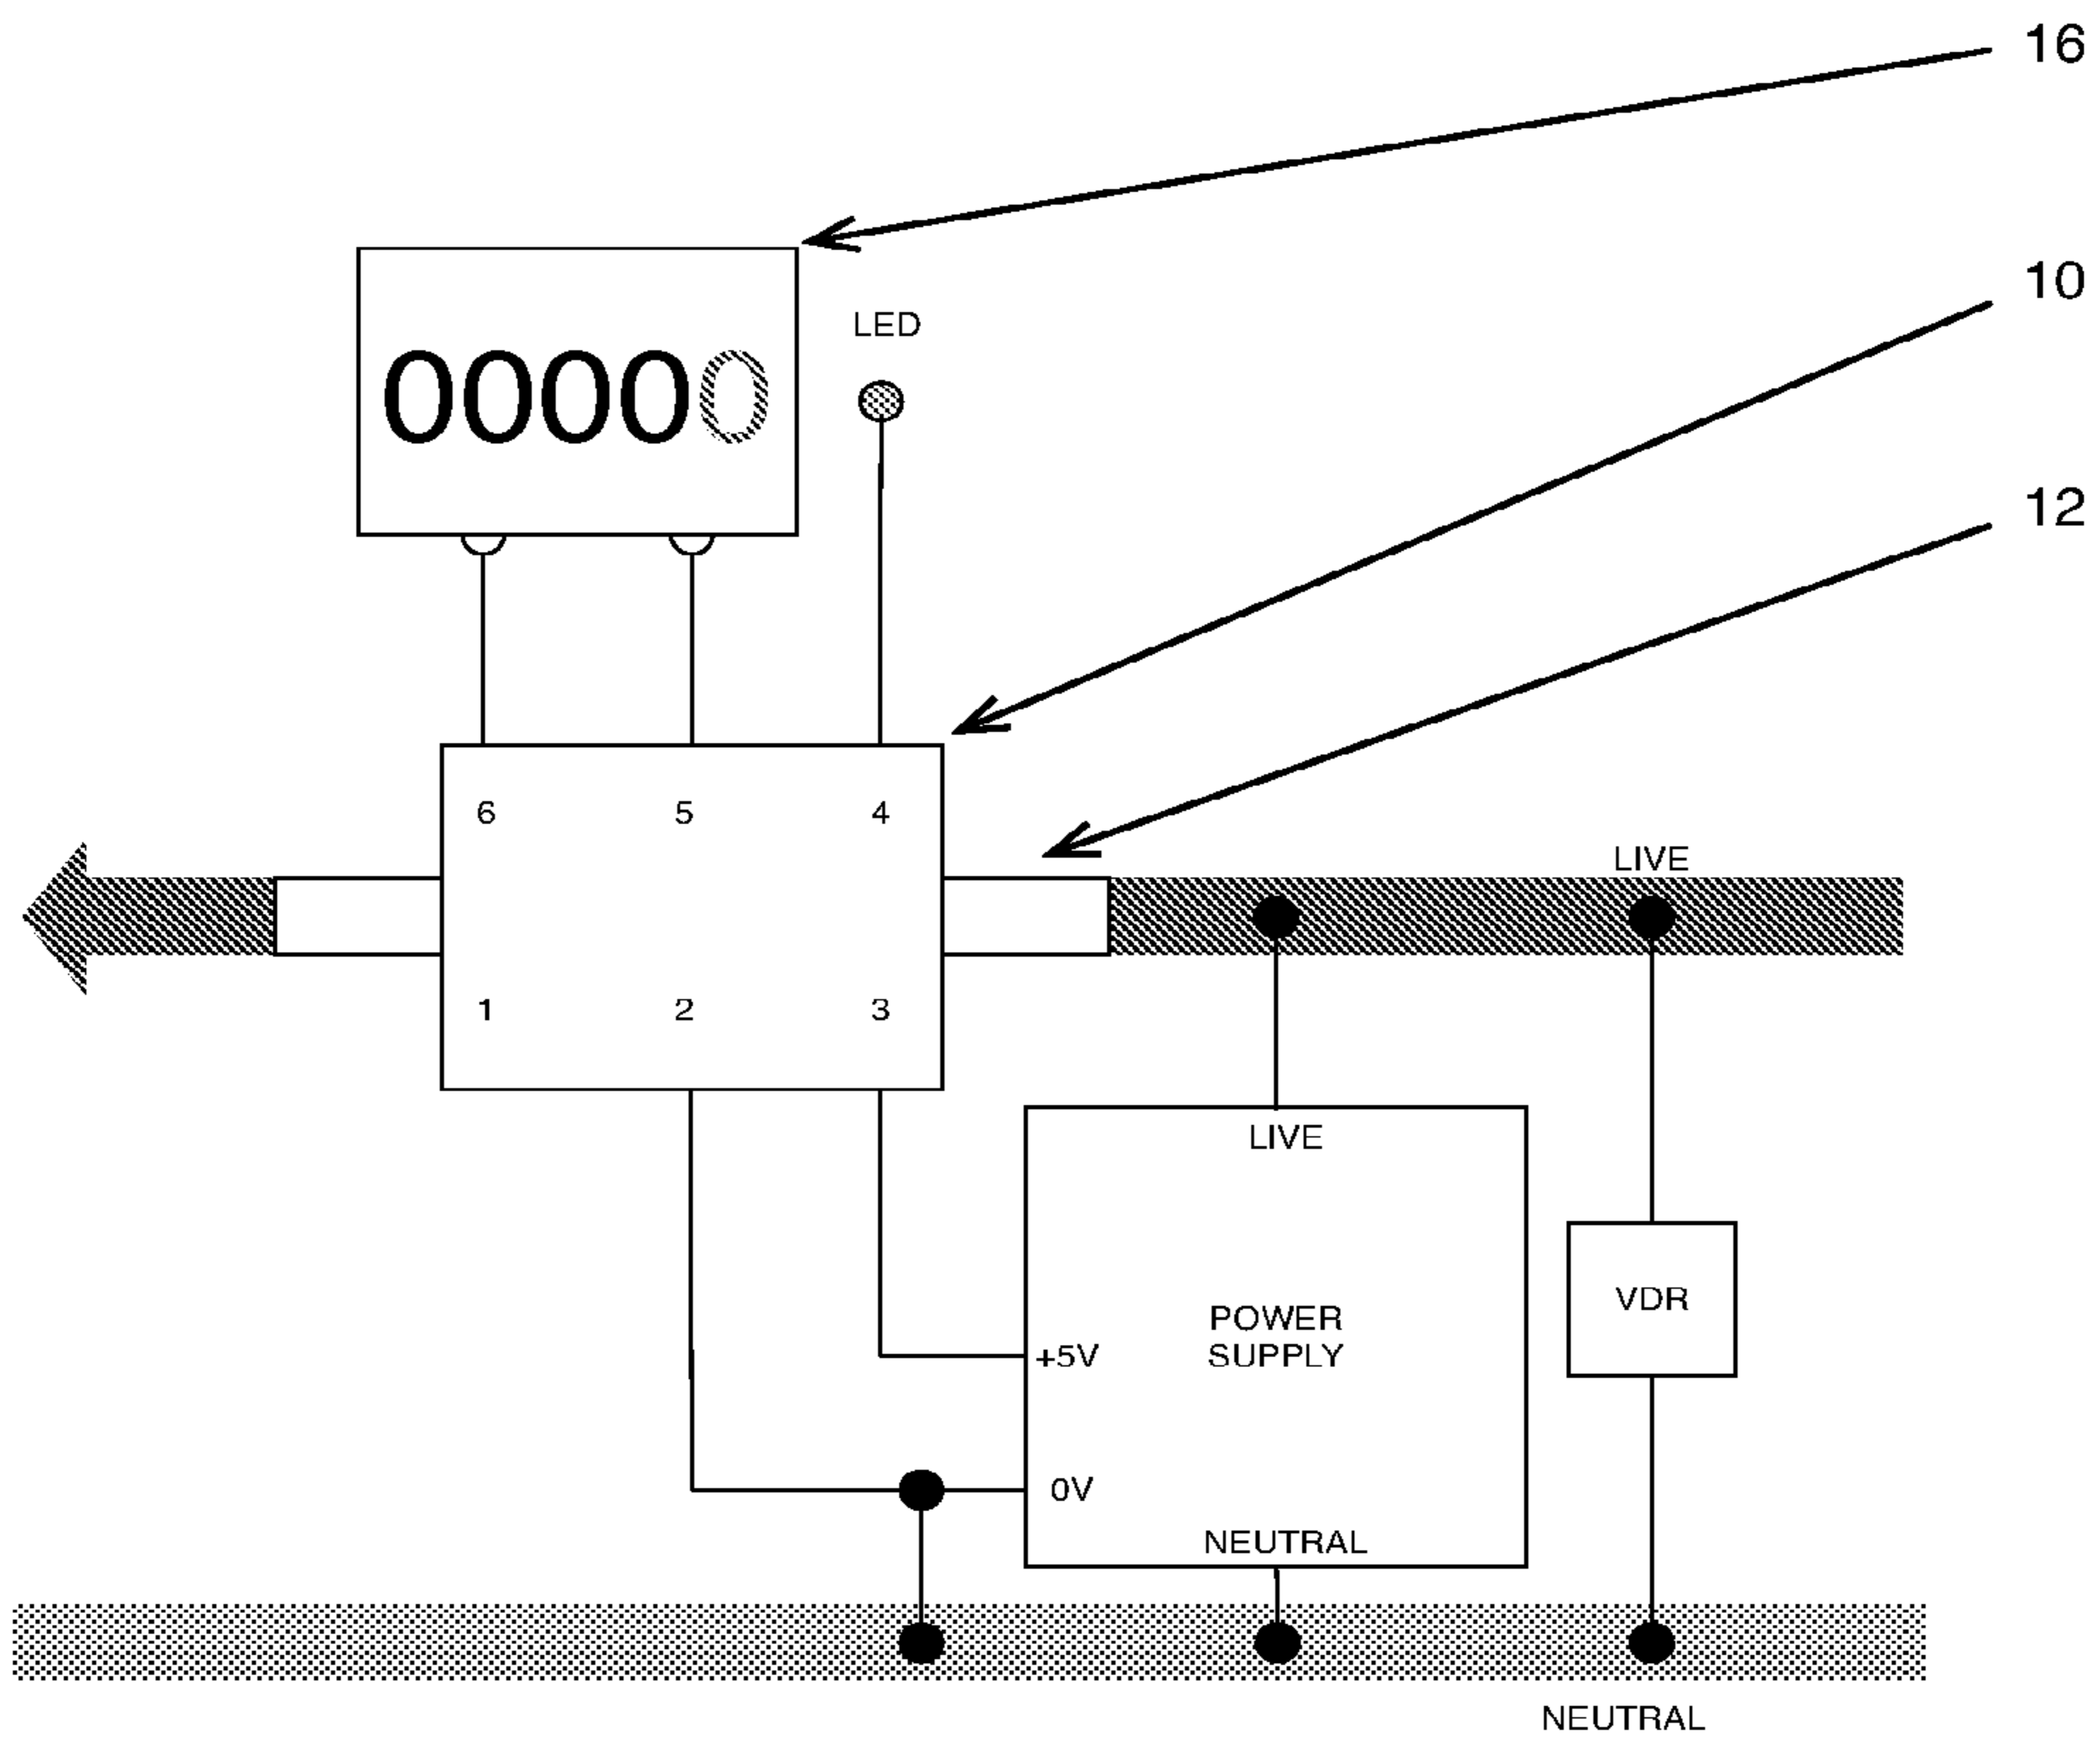 16
10
LED
00000
12
6 5 4
LIVE
1 2 3
LIVE
VDR
POWER
SUPPLY
+5V
0V
NEUTRAL
NEUTRAL